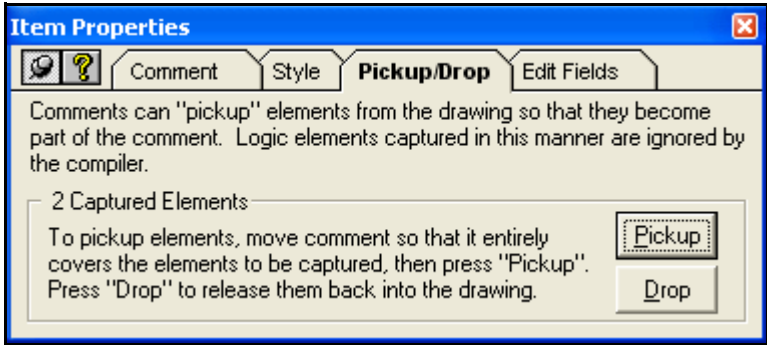 Item Properties
? Comment Style Pickup/Drop Edit Fields
Comments can "pickup" elements from the drawing so that they become
part of the comment. Logic elements captured in this manner are ignored by
the compiler.
2 Captured Elements
To pickup elements, move comment so that it entirely
covers the elements to be captured, then press "Pickup".
Press "Drop" to release them back into the drawing.
Pickup
Drop